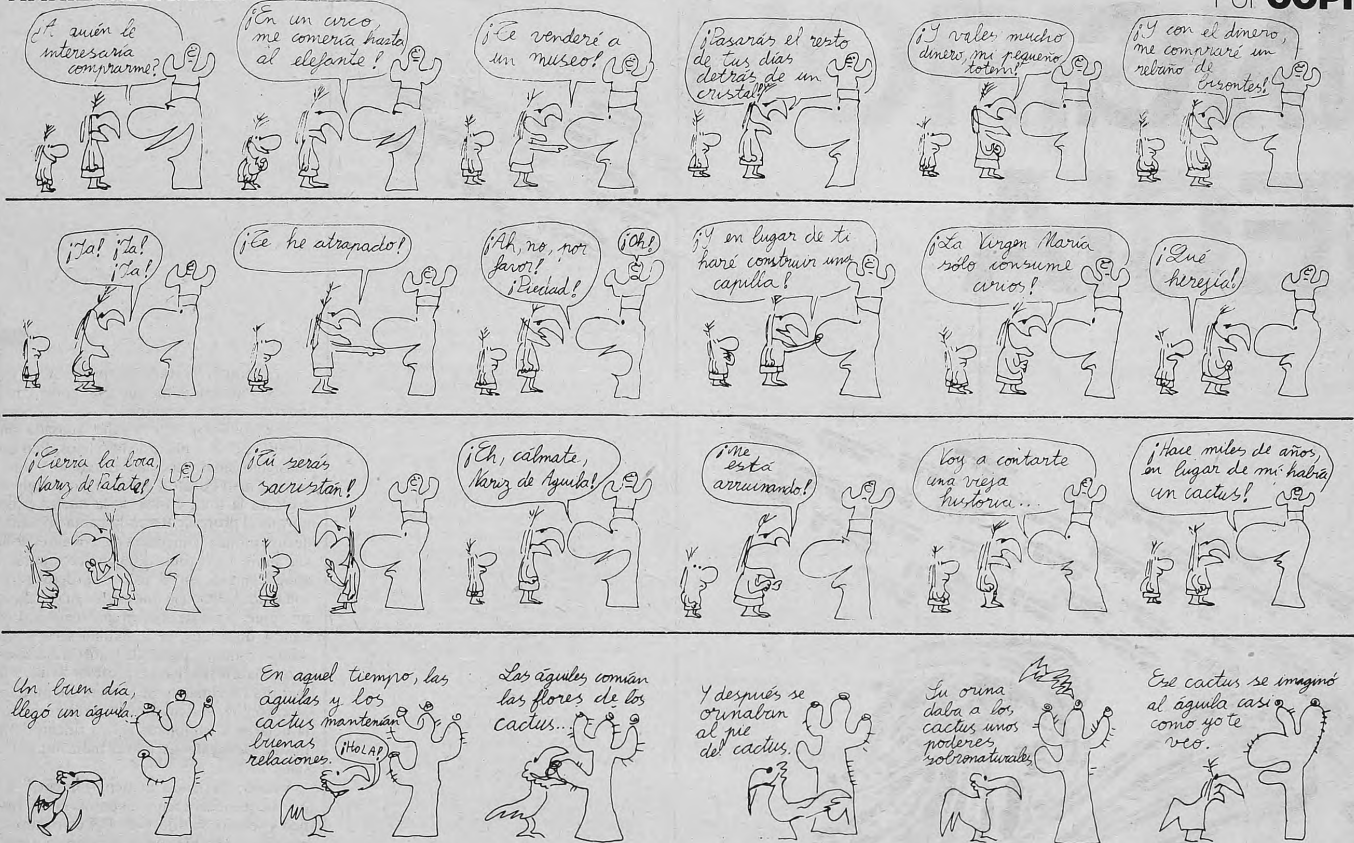 POR COPI
¿A quién le
interesaría
comprarme?
¡En un circo,
me comería hasta
al elefante!
¡Te venderé a
un museo!
¡Pasarás el resto
de tus días
detrás de un
cristal!
¡Y vales mucho
dinero, mi pequeño
totem!
¡Y con el dinero,
me compraré un
rebaño de
bisontes!
¡Ja! ¡Ja!
¡Ja!
¡Te he atrapado!
¡Ah, no, por
favor!
¡Piedad!
¡Oh!
¡Y en lugar de ti
haré construir una
capilla!
¡La Virgen María
sólo consume
cirios!
¡Qué
herejía!
¡Cierra la boca,
Nariz de Patata!
¡Tú serás
sacristán!
¡Eh, cálmate,
Nariz de Aguila!
¡Me
está
arruinando!
Voy a contarte
una vieja
historia...
¡Hace miles de años,
en lugar de mí había
un cactus!
Un buen día,
llegó un águila..
En aquel tiempo, las
águilas y los
cactus mantenían
buenas
relaciones.
¡HOLA!
Las águiles comían
las flores de los
cactus...
Y después se
orinaban
al pie
del cactus.
Su orina
daba a los
cactus unos
poderes
sobronaturales
Ese cactus se imaginó
al águila casi
como yo te
veo.